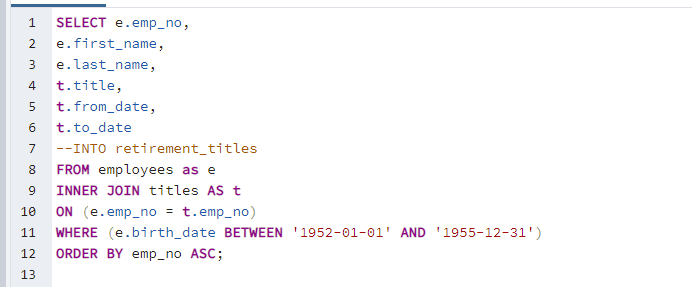 1 SELECT e.emp_no,
2 e.first_name,
3 e.last_name,
4 t.title,
5 t.from_date,
6 t.to_date
7 --INTO retirement_titles
8 FROM employees as e
9 INNER JOIN titles AS t
10 ON (e.emp_no = t.emp_no)
11 WHERE (e.birth_date BETWEEN '1952-01-01' AND '1955-12-31')
12 ORDER BY emp_no ASC;
13